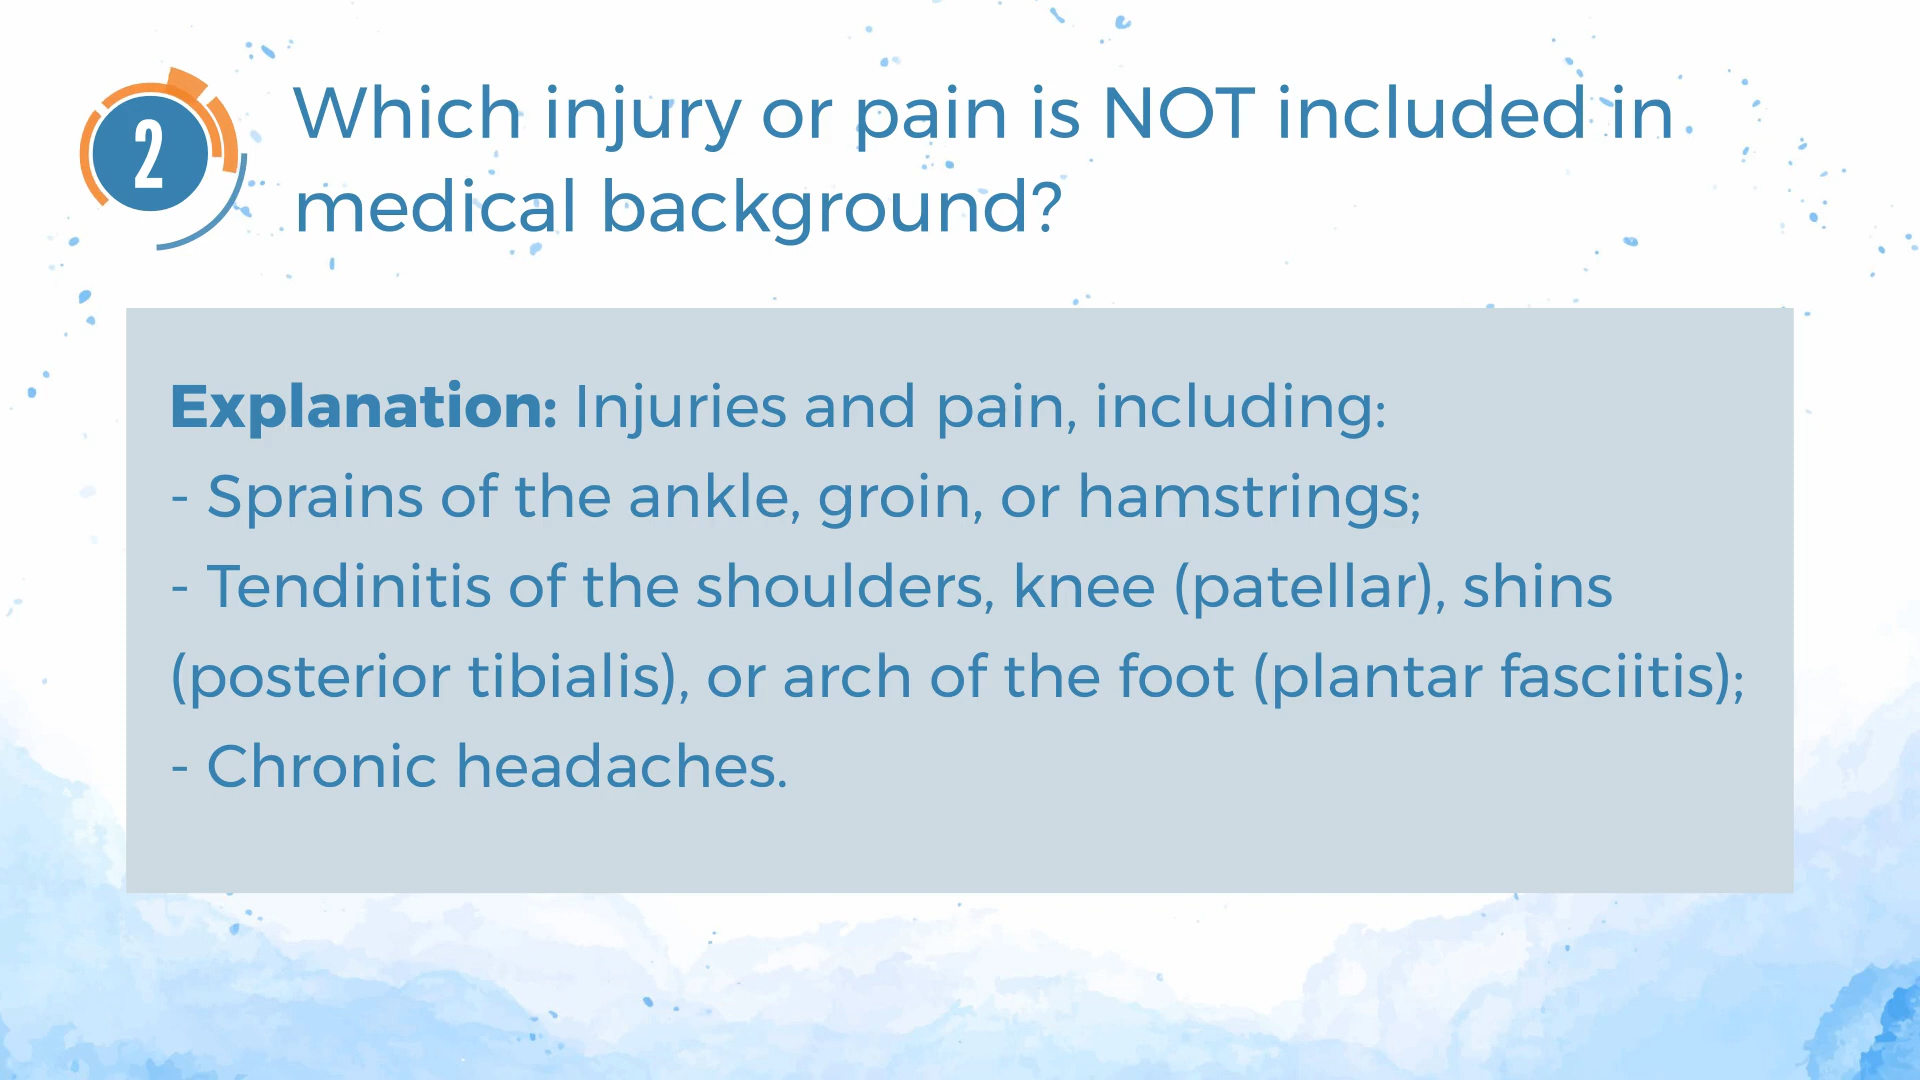 2
Which injury or pain is NOT included in
medical background?
Explanation: Injuries and pain, including:
- Sprains of the ankle, groin, or hamstrings;
- Tendinitis of the shoulders, knee (patellar), shins
(posterior tibialis), or arch of the foot (plantar fasciitis);
- Chronic headaches.